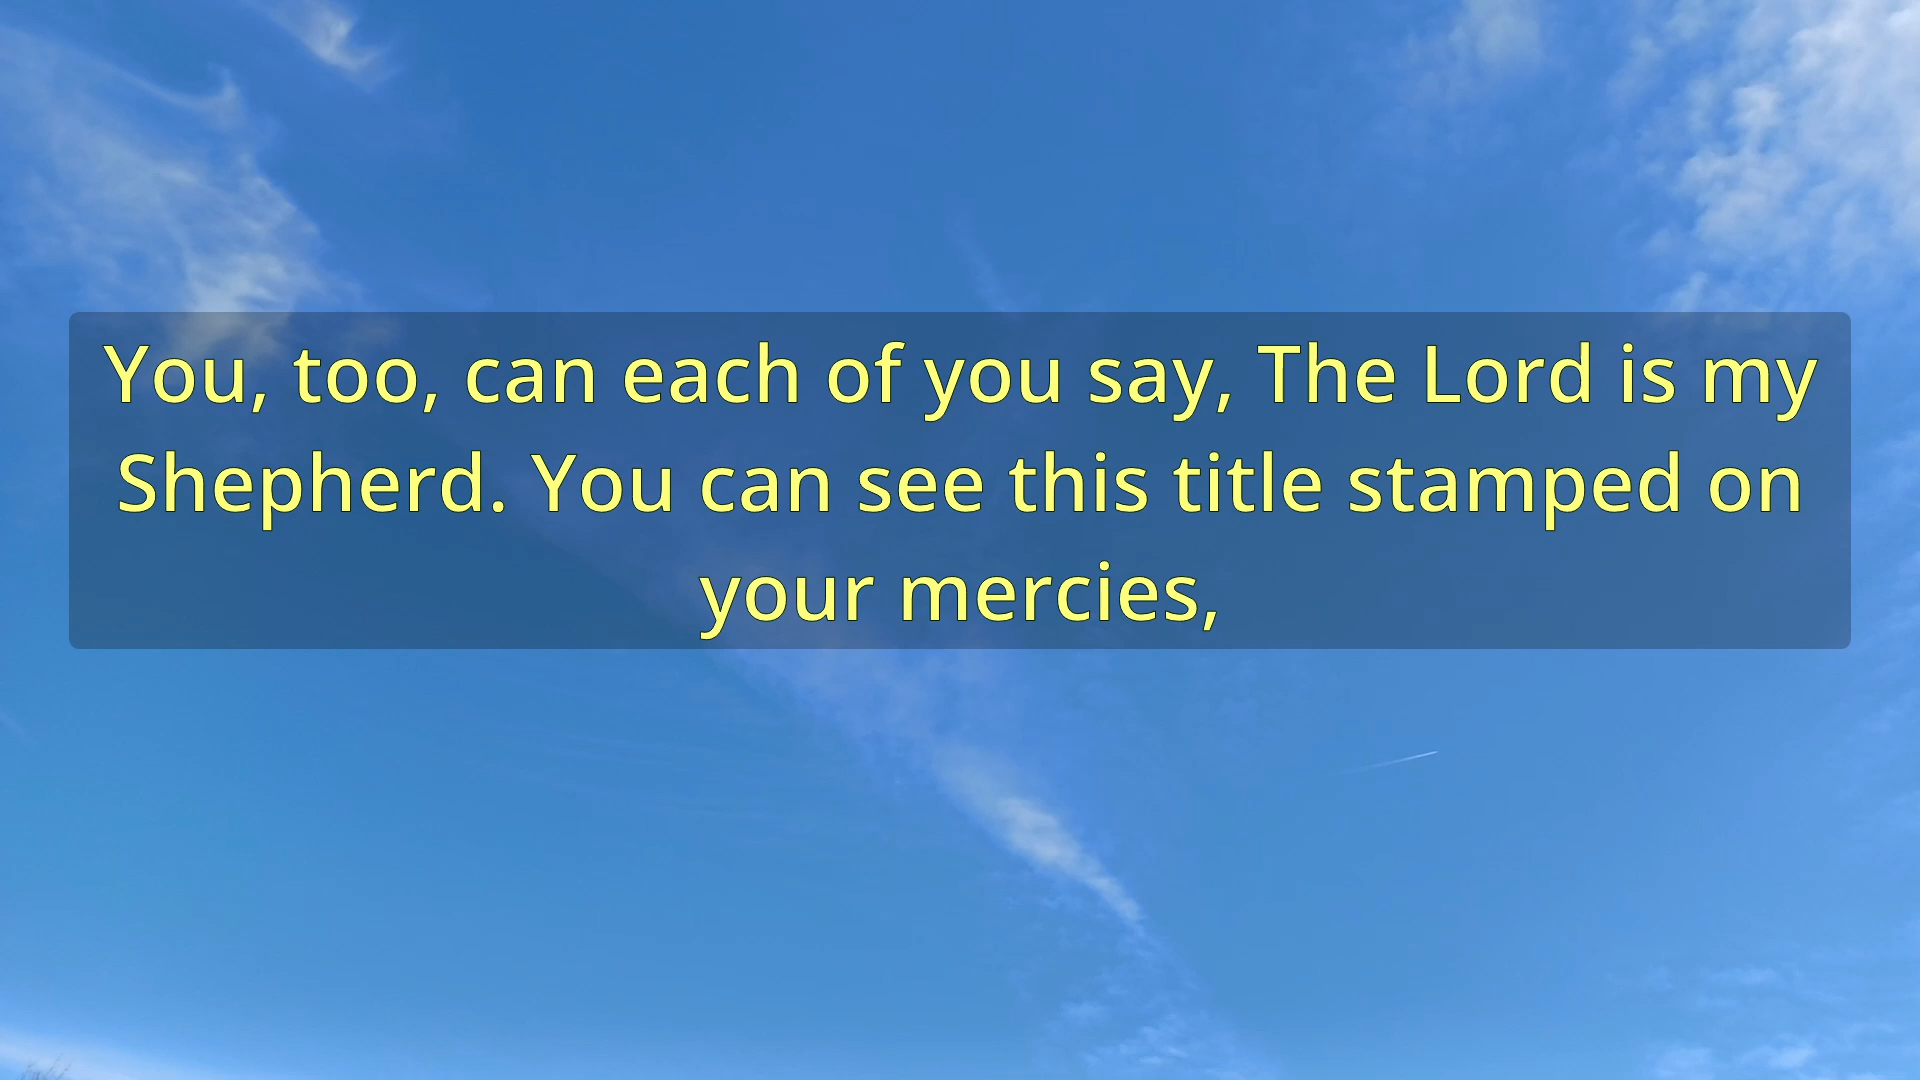 You, too, can each of you say, The Lord is my
Shepherd. You can see this title stamped on
your mercies,